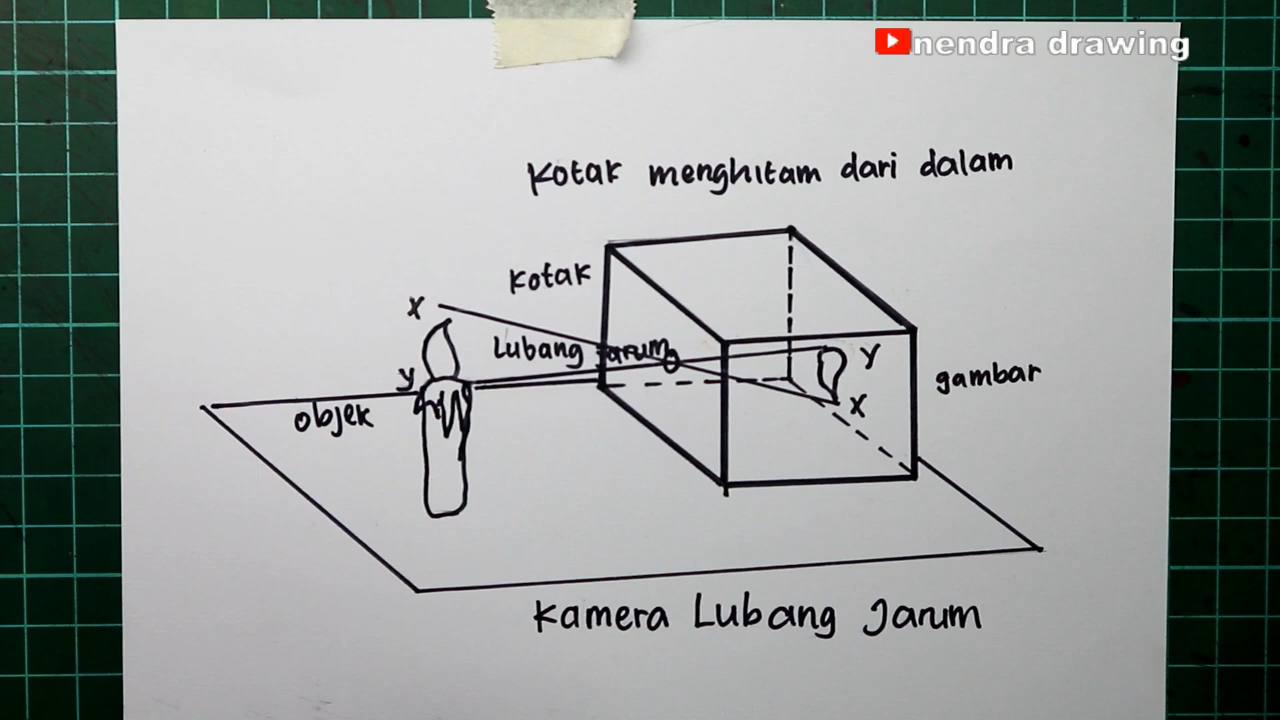 nendra drawing
Kotak menghitam dari dalam
Kotak
X
Lubang Jarum
Y
Y
gambar
X
objek
Kamera Lubang Jarum